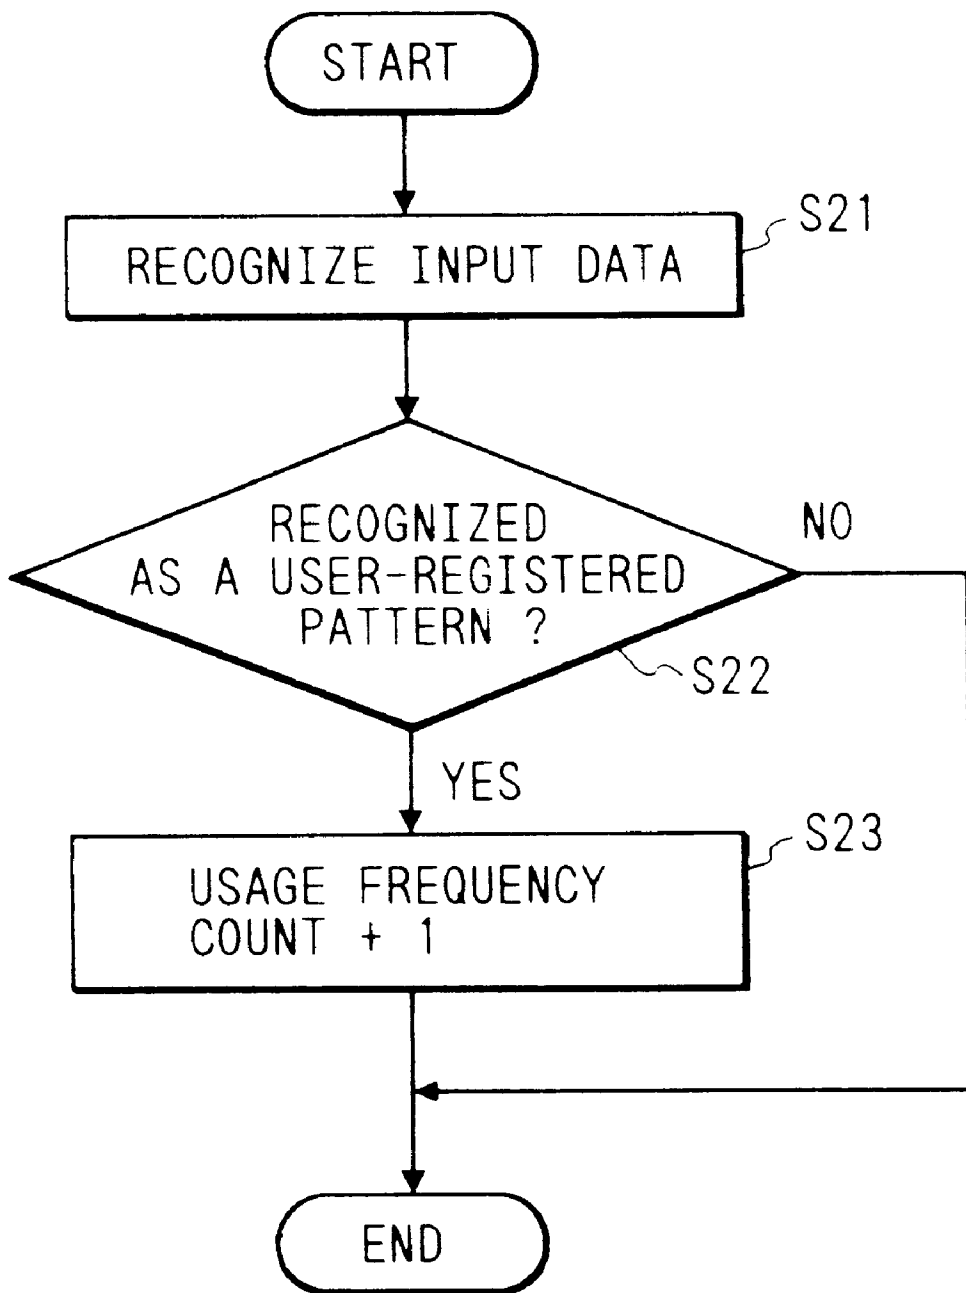 START
S21
RECOGNIZE INPUT DATA
RECOGNIZED
AS A USER-REGISTERED
PATTERN ?
NO
S22
YES
S23
USAGE FREQUENCY
COUNT + 1
END